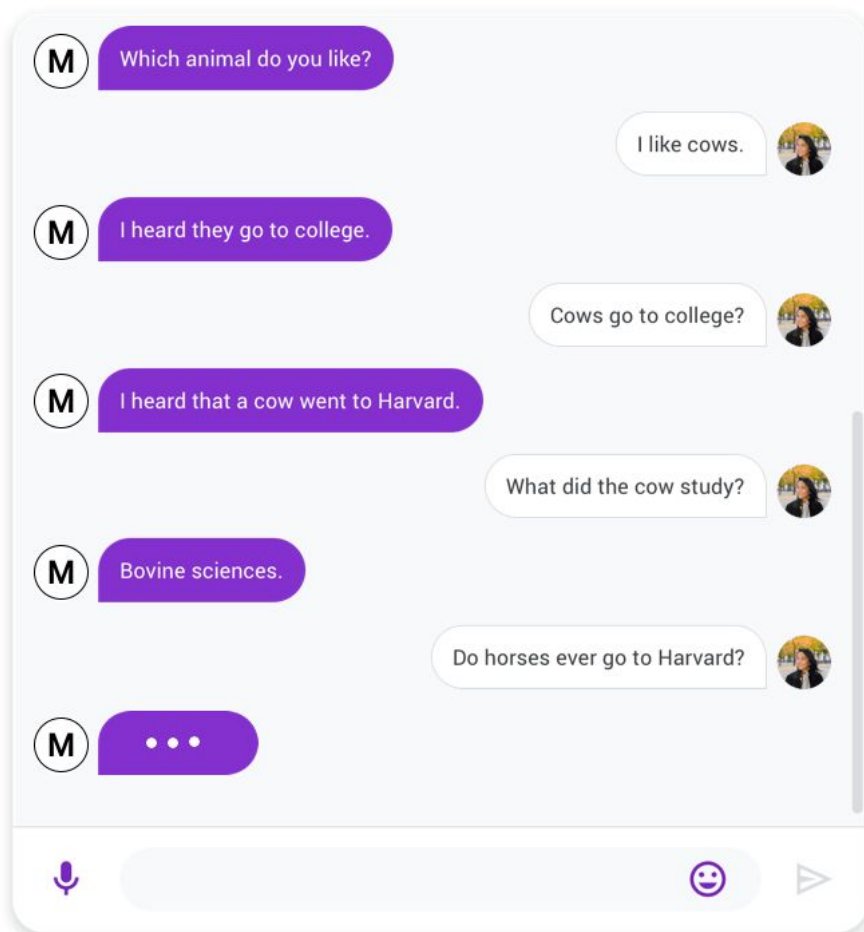 M Which animal do you like?
I like cows.
M I heard they go to college.
Cows go to college?
M I heard that a cow went to Harvard.
What did the cow study?
M Bovine sciences.
Do horses ever go to Harvard?
M ...